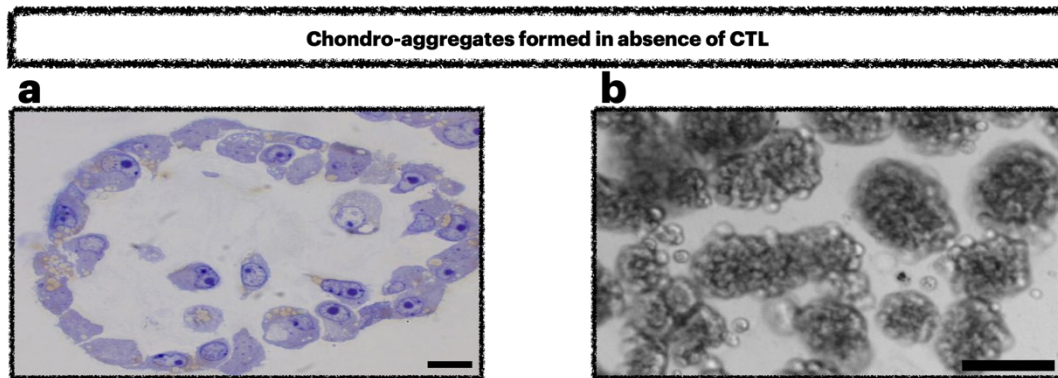 Chondro-aggregates formed in absence of CTL
a
b